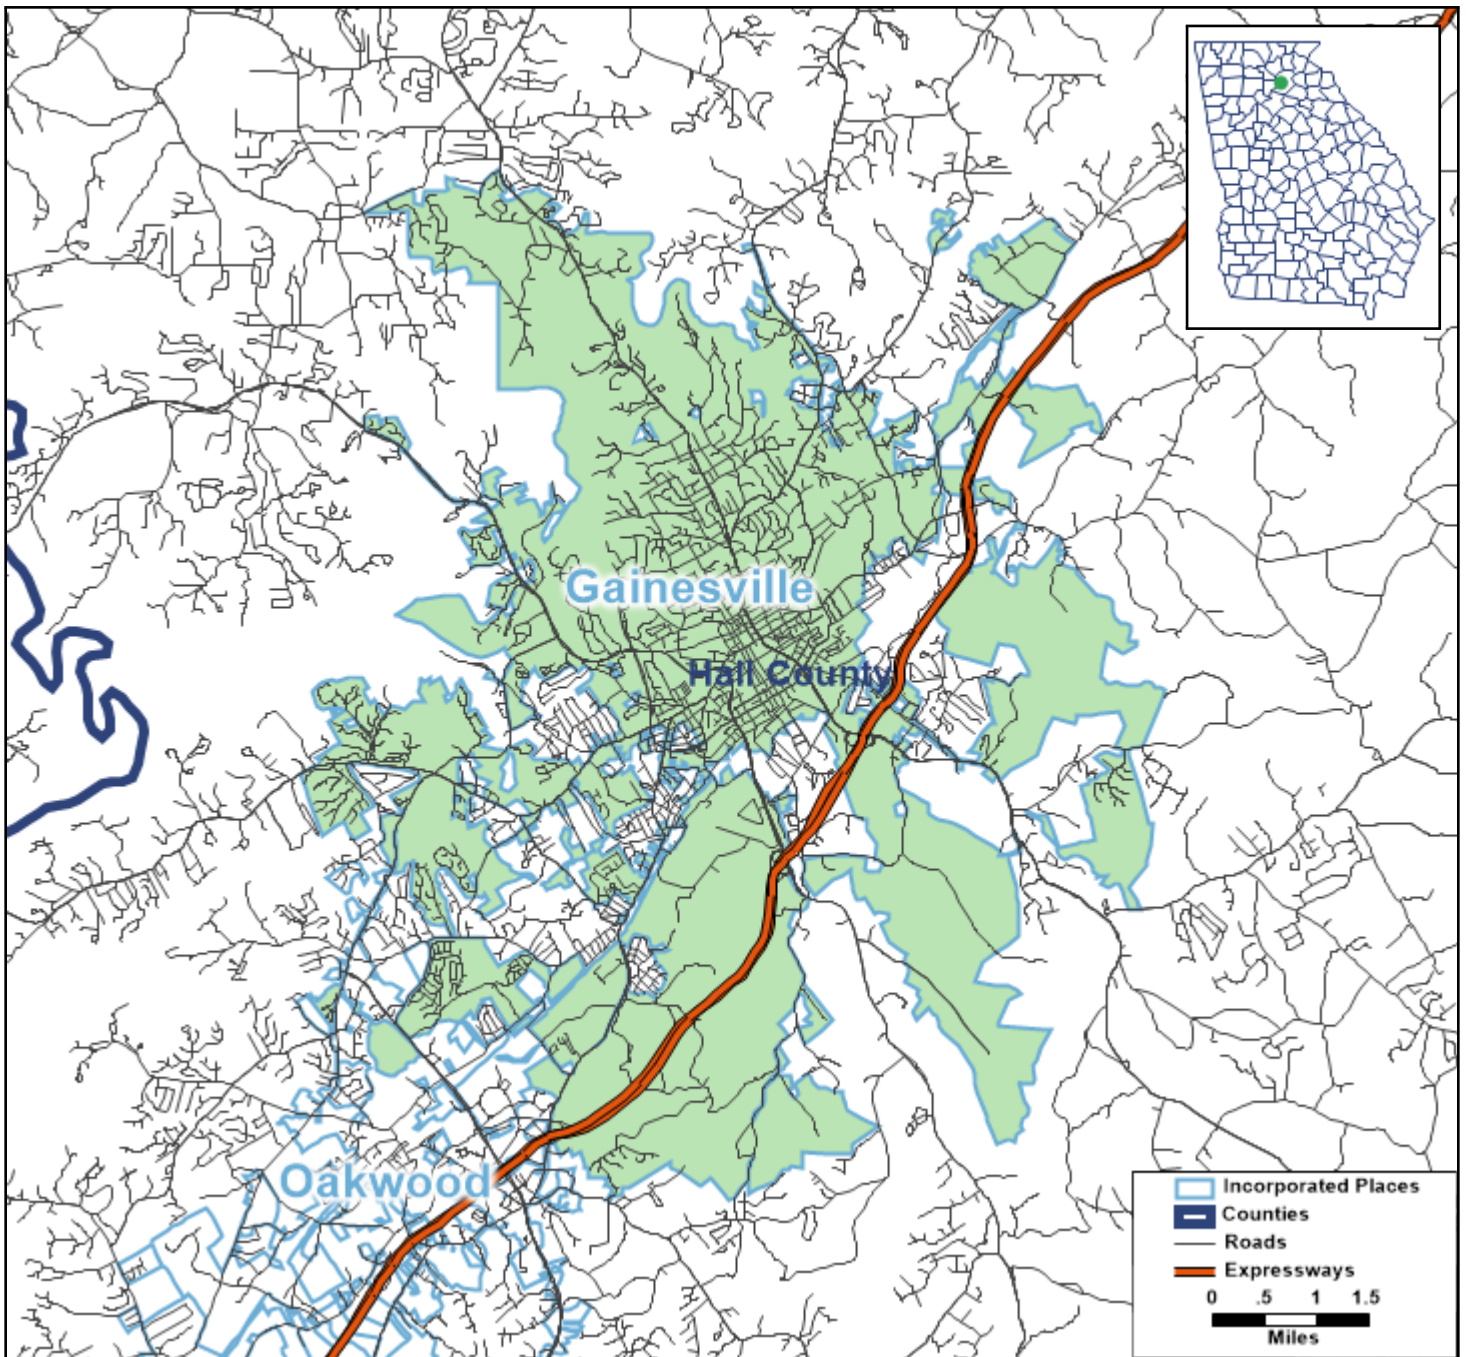 Gainesville
Hall County
Oakwood
Incorporated Places
Counties
Roads
Expressways
0 .5 1 1.5
Miles